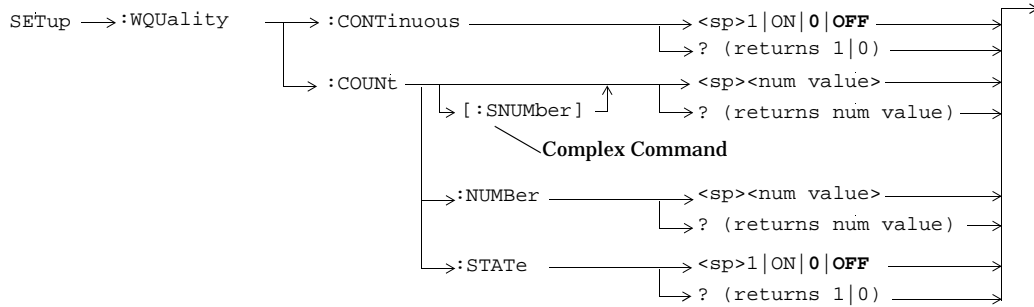 SETup :WQUality :CONTinuous <sp>1|ON|0|OFF
? (returns 1|0)
:COUNt <sp><num value>
[:SNUMber] ? (returns num value)
Complex Command
:NUMBer <sp><num value>
? (returns num value)
:STATe <sp>1|ON|0|OFF
? (returns 1|0)